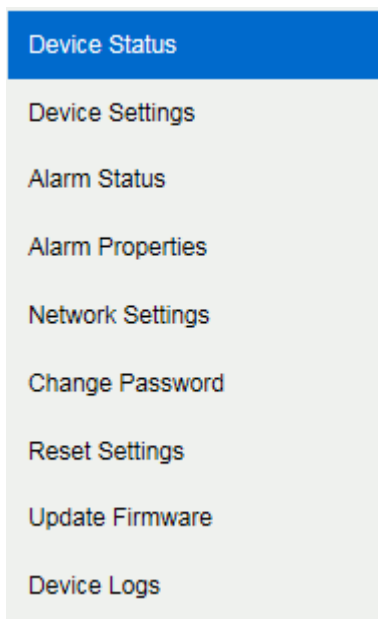 Device Status
Device Settings
Alarm Status
Alarm Properties
Network Settings
Change Password
Reset Settings
Update Firmware
Device Logs